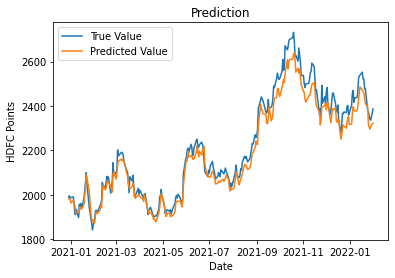 Prediction
True Value
Predicted Value
HDFC Points
2600
2400
2200
2000
1800
2021-01 2021-03 2021-05 2021-07 2021-09 2021-11 2022-01
Date